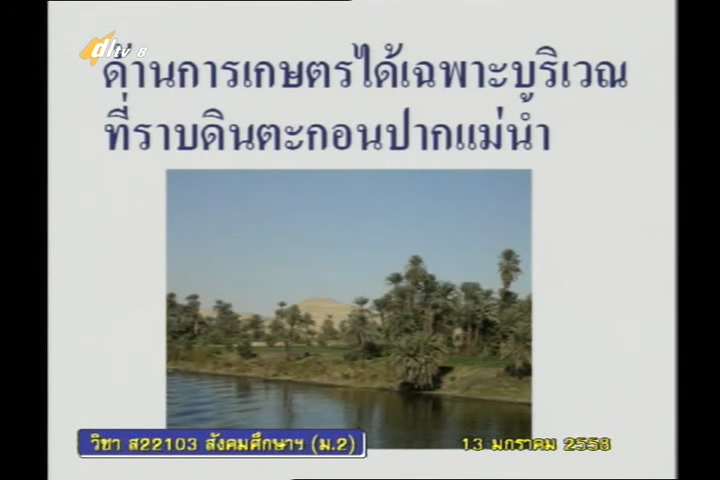 dltv 8
ด้านการเกษตรได้เฉพาะบริเวณ
ที่ราบดินตะกอนปากแม่น้ำ
วิชา ส22103 สังคมศึกษาฯ (ม.2)
13 มกราคม 2558